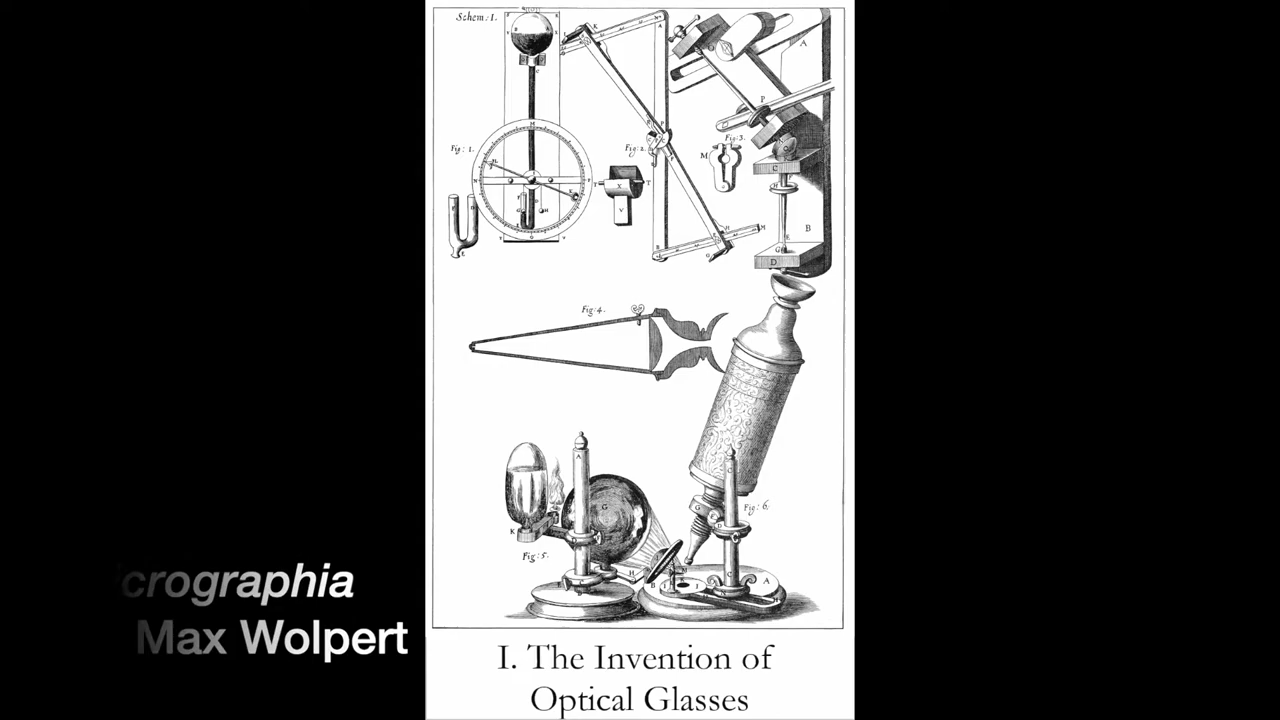 Schem: I.
Fig: 1.
Fig: 2.
Fig: 3.
Fig: 4.
Fig: 5.
Fig: 6.
crographia
Max Wolpert
I. The Invention of
Optical Glasses